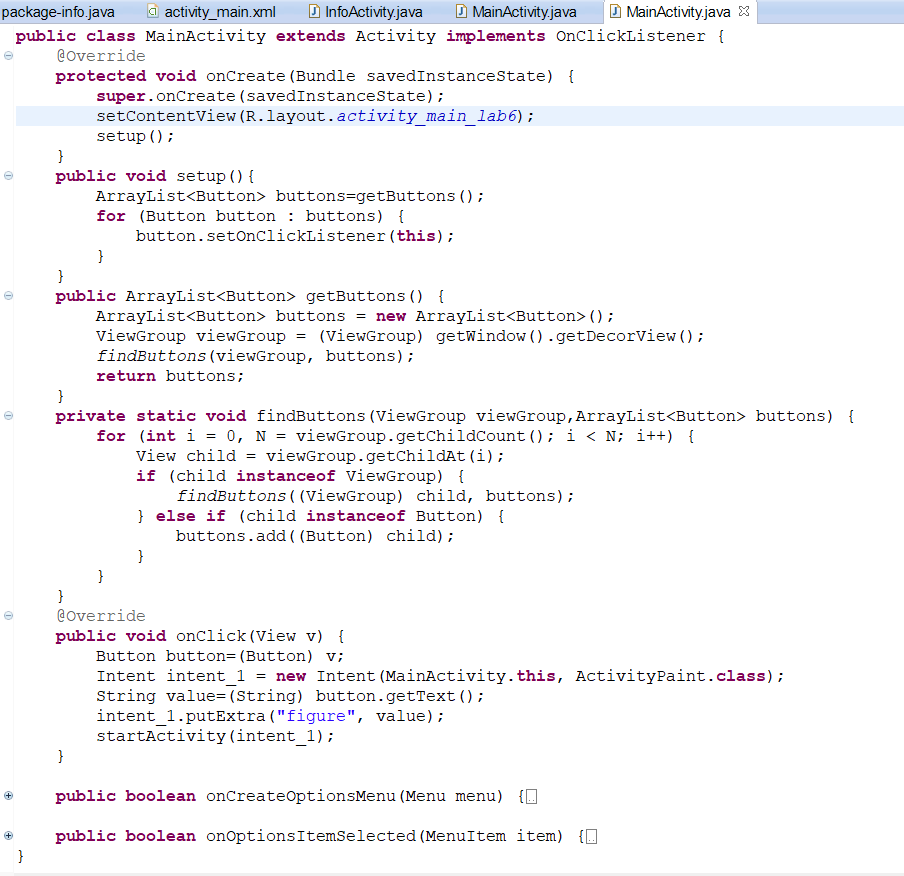 package-info.java activity_main.xml InfoActivity.java MainActivity.java MainActivity.java
public class MainActivity extends Activity implements OnClickListener {
    @Override
    protected void onCreate(Bundle savedInstanceState) {
        super.onCreate(savedInstanceState);
        setContentView(R.layout.activity_main_lab6);
        setup();
    }
    public void setup(){
        ArrayList<Button> buttons=getButtons();
        for (Button button : buttons) {
            button.setOnClickListener(this);
        }
    }
    public ArrayList<Button> getButtons() {
        ArrayList<Button> buttons = new ArrayList<Button>();
        ViewGroup viewGroup = (ViewGroup) getWindow().getDecorView();
        findButtons(viewGroup, buttons);
        return buttons;
    }
    private static void findButtons(ViewGroup viewGroup,ArrayList<Button> buttons) {
        for (int i = 0, N = viewGroup.getChildCount(); i < N; i++) {
            View child = viewGroup.getChildAt(i);
            if (child instanceof ViewGroup) {
                findButtons((ViewGroup) child, buttons);
            } else if (child instanceof Button) {
                buttons.add((Button) child);
            }
        }
    }
    @Override
    public void onClick(View v) {
        Button button=(Button) v;
        Intent intent_1 = new Intent(MainActivity.this, ActivityPaint.class);
        String value=(String) button.getText();
        intent_1.putExtra("figure", value);
        startActivity(intent_1);
    }
    public boolean onCreateOptionsMenu(Menu menu) {
    public boolean onOptionsItemSelected(MenuItem item) {
}